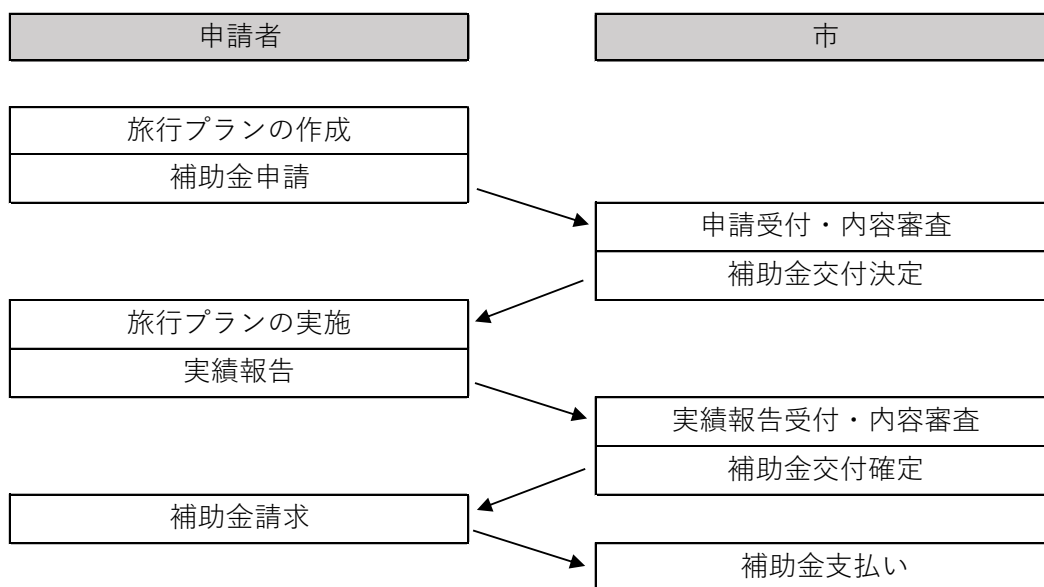 申請者
市
旅行プランの作成
補助金申請
申請受付・内容審査
補助金交付決定
旅行プランの実施
実績報告
実績報告受付・内容審査
補助金交付確定
補助金請求
補助金支払い